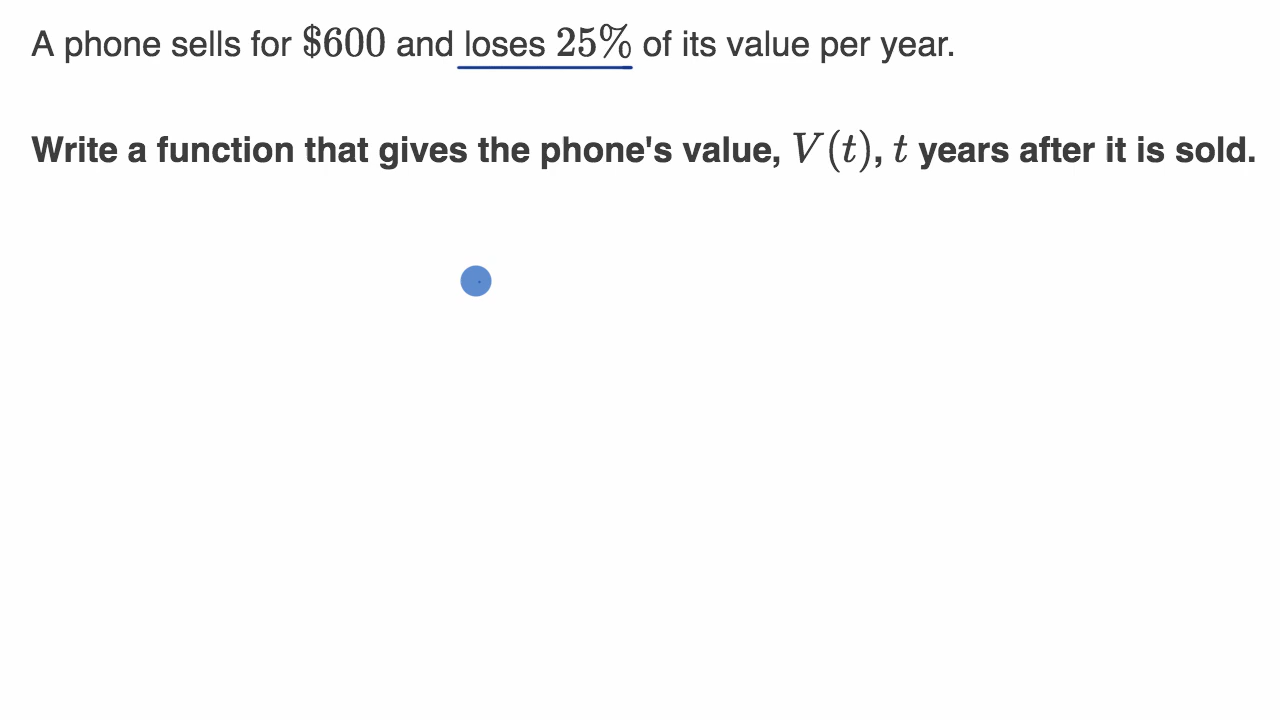 A phone sells for $600 and loses 25% of its value per year.
Write a function that gives the phone's value, V(t), t years after it is sold.